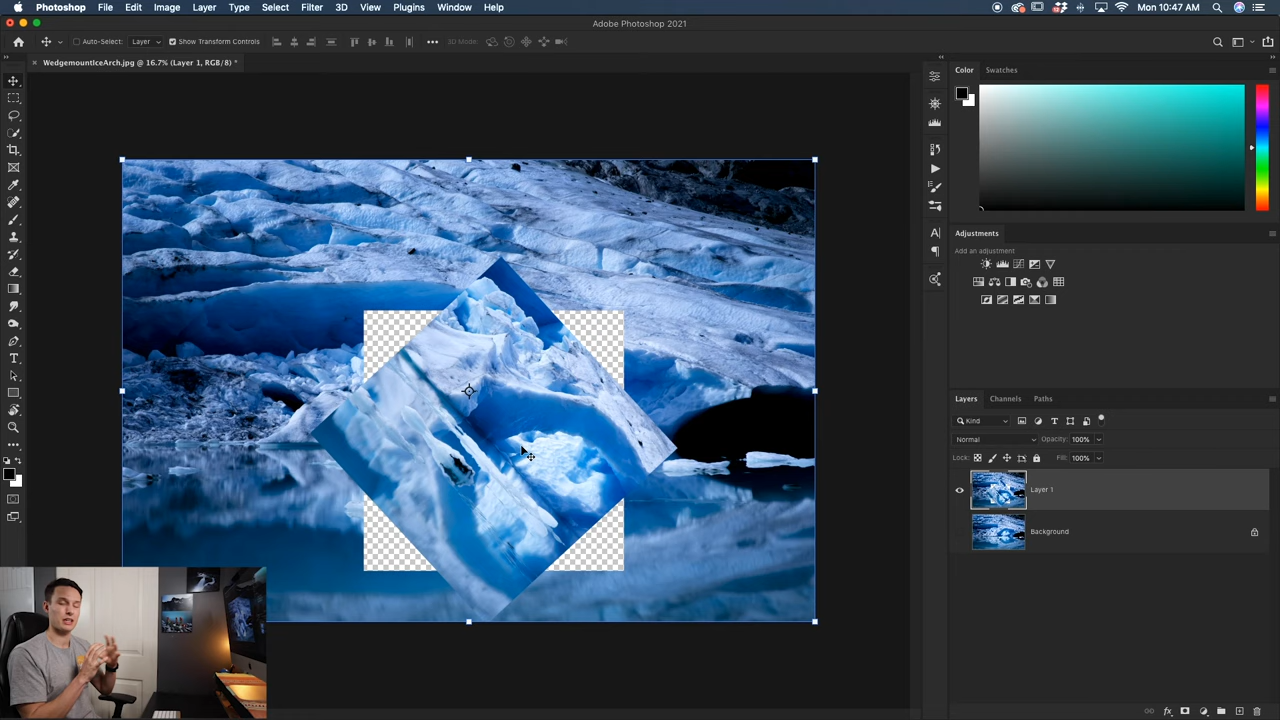 Photoshop File Edit Image Layer Type Select Filter 3D View Plugins Window Help Mon 10:47 AM
Adobe Photoshop 2021
Auto-Select: Layer Show Transform Controls 3D Mode:
WedgemountIceArch.jpg @ 16.7% (Layer 1, RGB/8) *
Color Swatches
Adjustments
Add an adjustment
Layers Channels Paths
Kind
Normal Opacity: 100%
Lock: Fill: 100%
Layer 1
Background